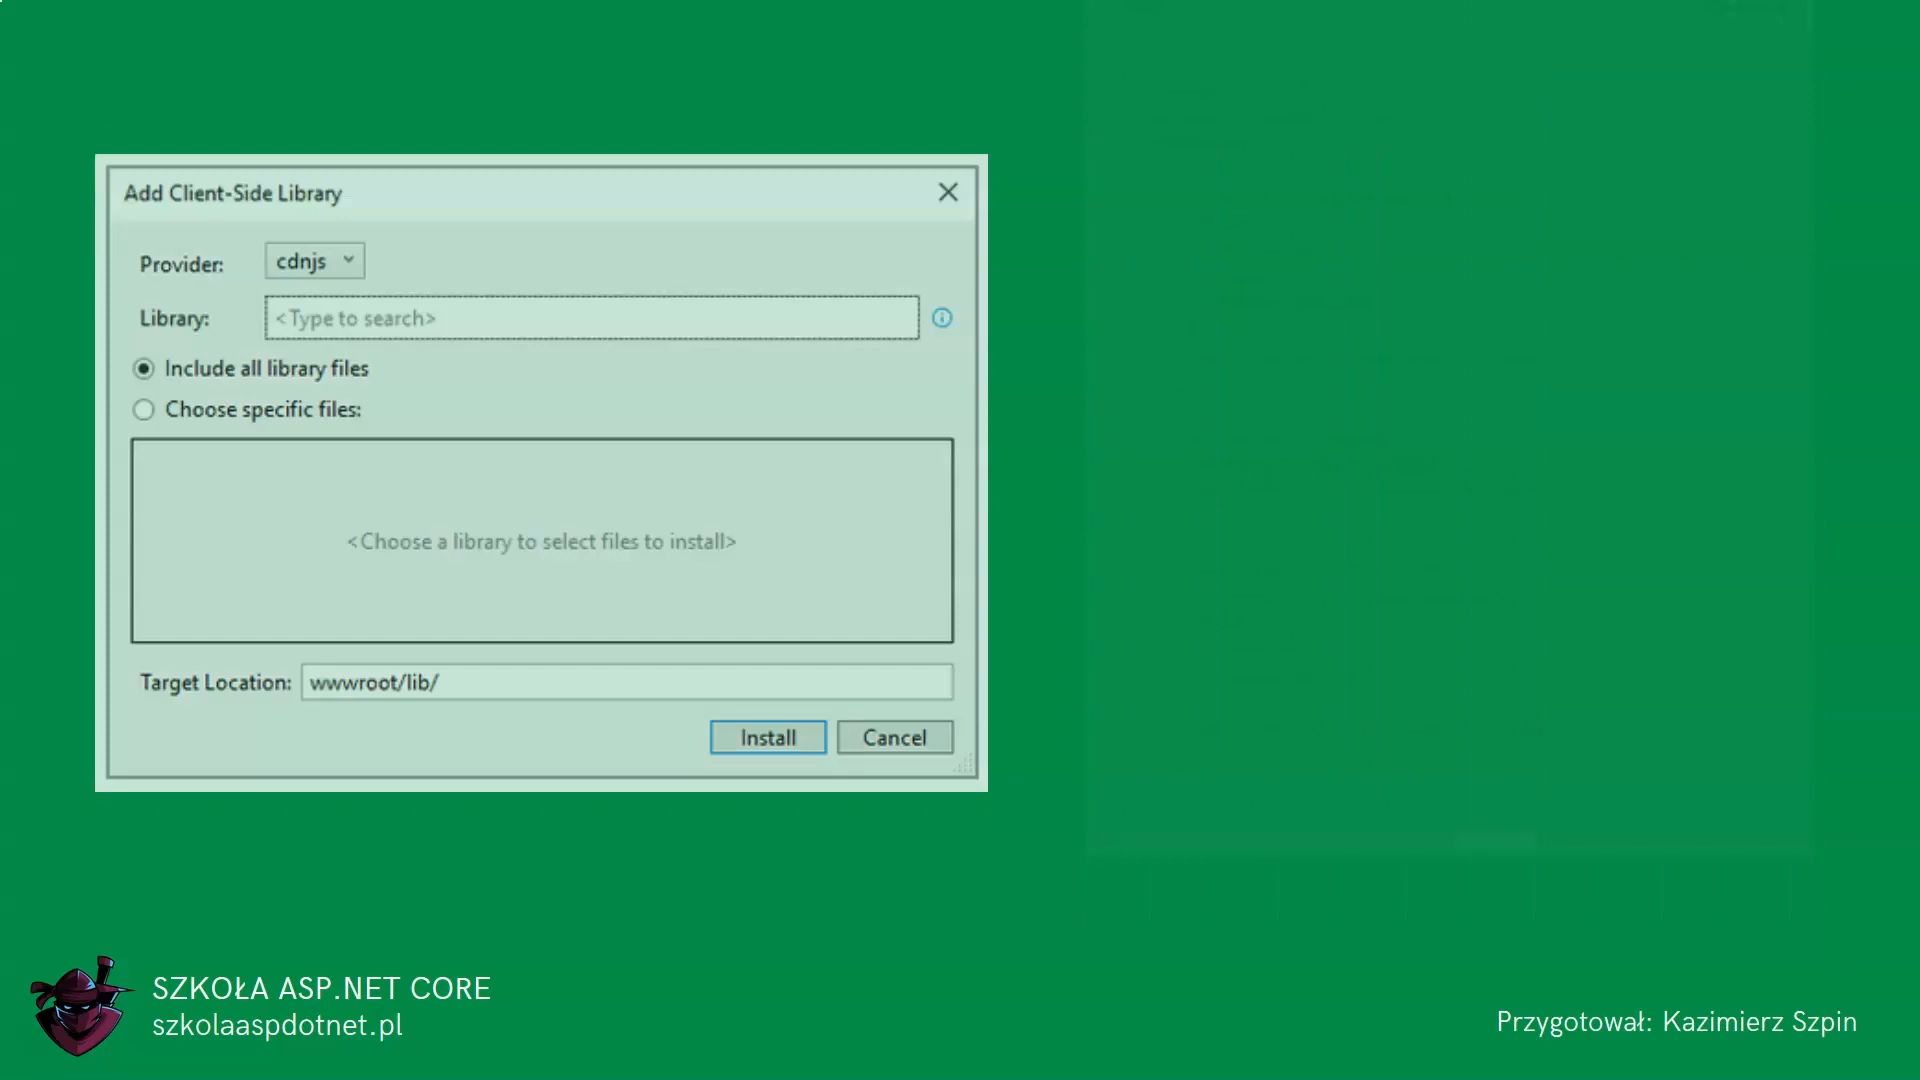 Add Client-Side Library
Provider: cdnjs
Library: <Type to search>
Include all library files
Choose specific files:
<Choose a library to select files to install>
Target Location: wwwroot/lib/
Install Cancel
SZKOŁA ASP.NET CORE
szkolaaspdotnet.pl
Przygotował: Kazimierz Szpin